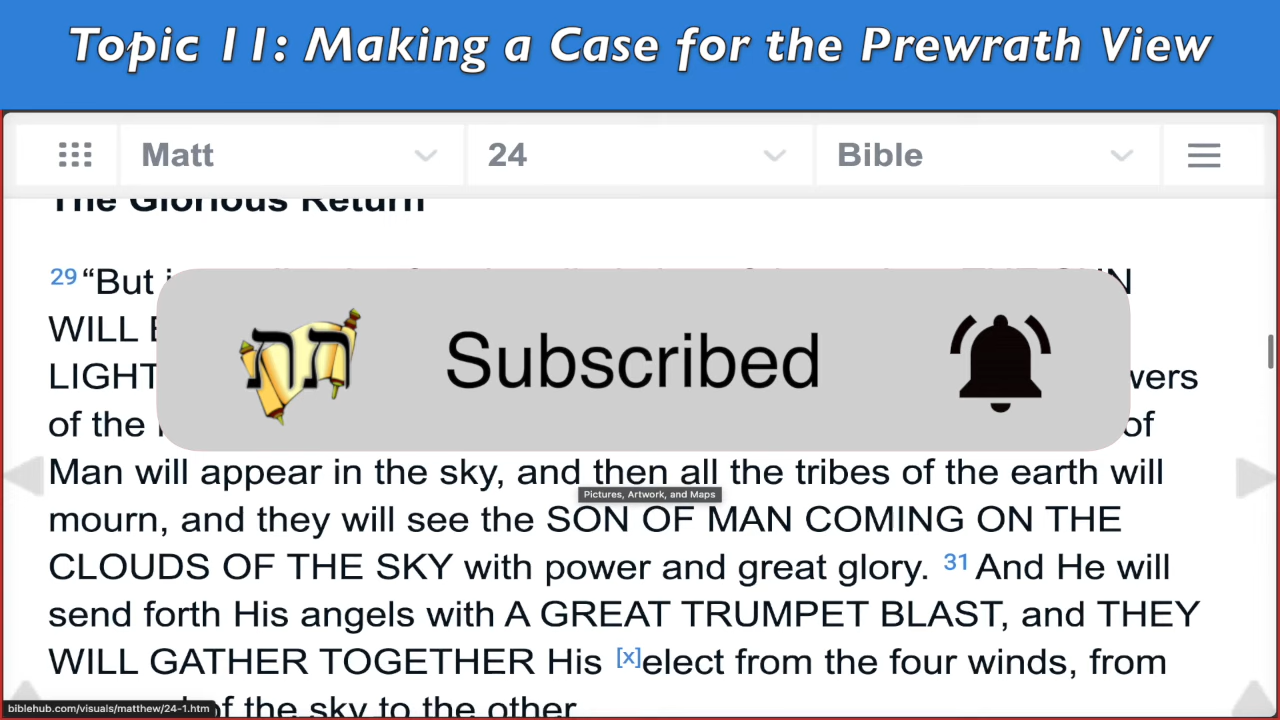 Topic 11: Making a Case for the Prewrath View
Matt 24 Bible
The Glorious Return
29 “But
WILL
LIGHT
of the of
Man will appear in the sky, and then all the tribes of the earth will
Pictures, Artwork, and Maps
mourn, and they will see the SON OF MAN COMING ON THE
CLOUDS OF THE SKY with power and great glory. 31 And He will
send forth His angels with A GREAT TRUMPET BLAST, and THEY
WILL GATHER TOGETHER His [x]elect from the four winds, from
of the sky to the other
תת
Subscribed
biblehub.com/visuals/matthew/24-1.htm